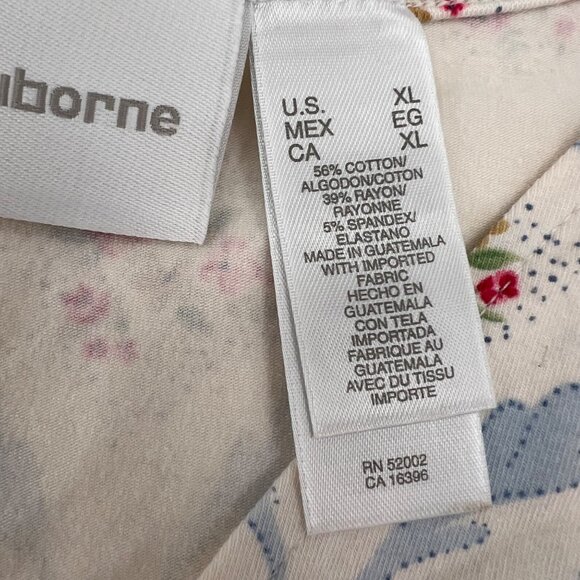 borne
U.S. XL
MEX EG
CA XL
56% COTTON/
ALGODON/COTON
39% RAYON/
RAYONNE
5% SPANDEX/
ELASTANO
MADE IN GUATEMALA
WITH IMPORTED
FABRIC
HECHO EN
GUATEMALA
CON TELA
IMPORTADA
FABRIQUE AU
GUATEMALA
AVEC DU TISSU
IMPORTE
RN 52002
CA 16396